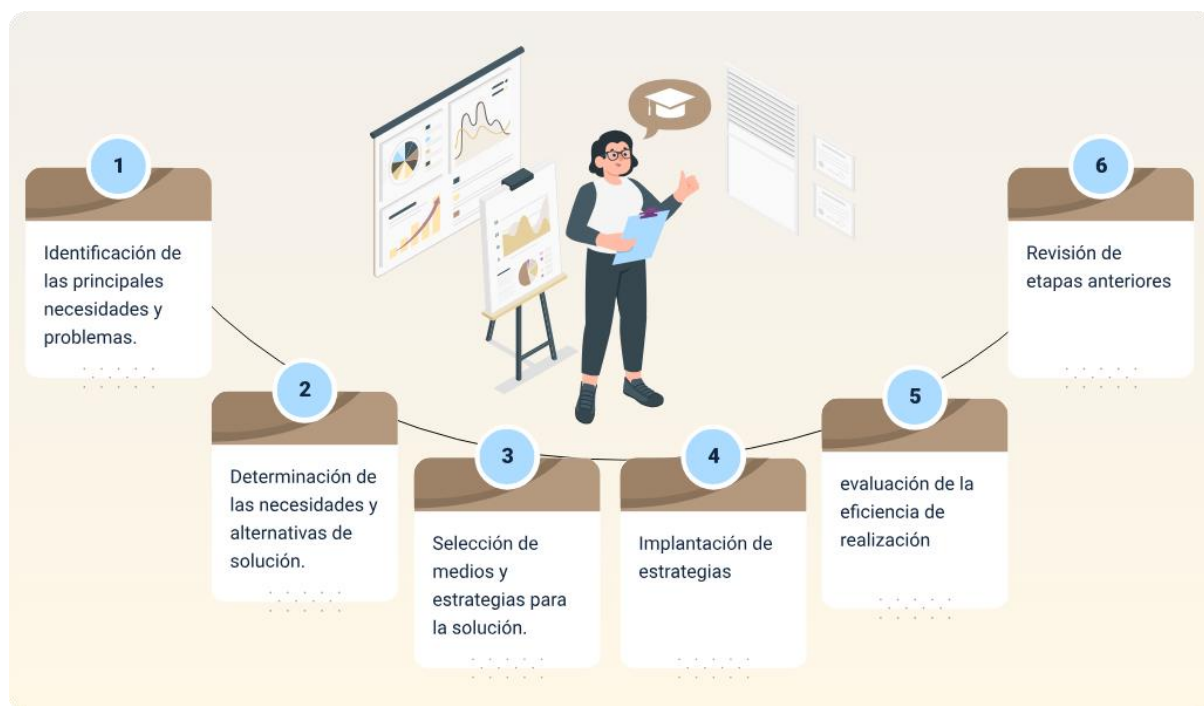 1
Identificación de
las principales
necesidades y
problemas.
2
Determinación de
las necesidades y
alternativas de
solución.
3
Selección de
medios y
estrategias para
la solución.
4
Implantación de
estrategias
5
evaluación de la
eficiencia de
realización
6
Revisión de
etapas anteriores